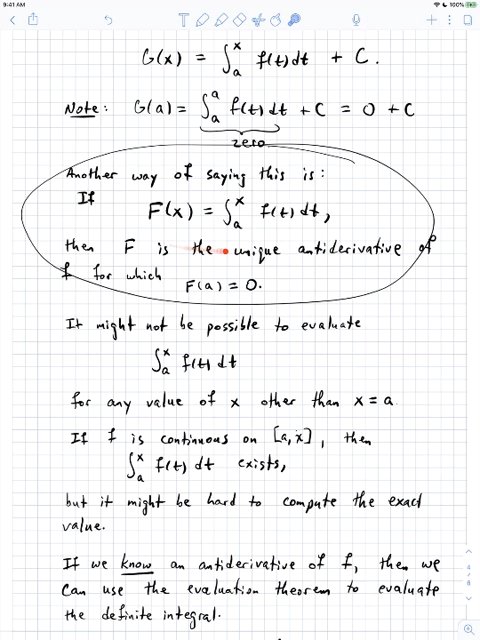 9:41 AM
100%
G(x) = ∫ₐˣ f(t)dt + C.
Note: G(a) = ∫ₐᵃ f(t)dt + C = 0 + C
zero
Another way of saying this is:
If
F(x) = ∫ₐˣ f(t)dt,
then F is the unique antiderivative of
f for which
F(a) = 0.
It might not be possible to evaluate
∫ₐˣ f(t)dt
for any value of x other than x = a
If f is continuous on [a,x], then
∫ₐˣ f(t) dt exists,
but it might be hard to compute the exact
value.
If we know an antiderivative of f, then we
can use the evaluation theorem to evaluate
the definite integral.